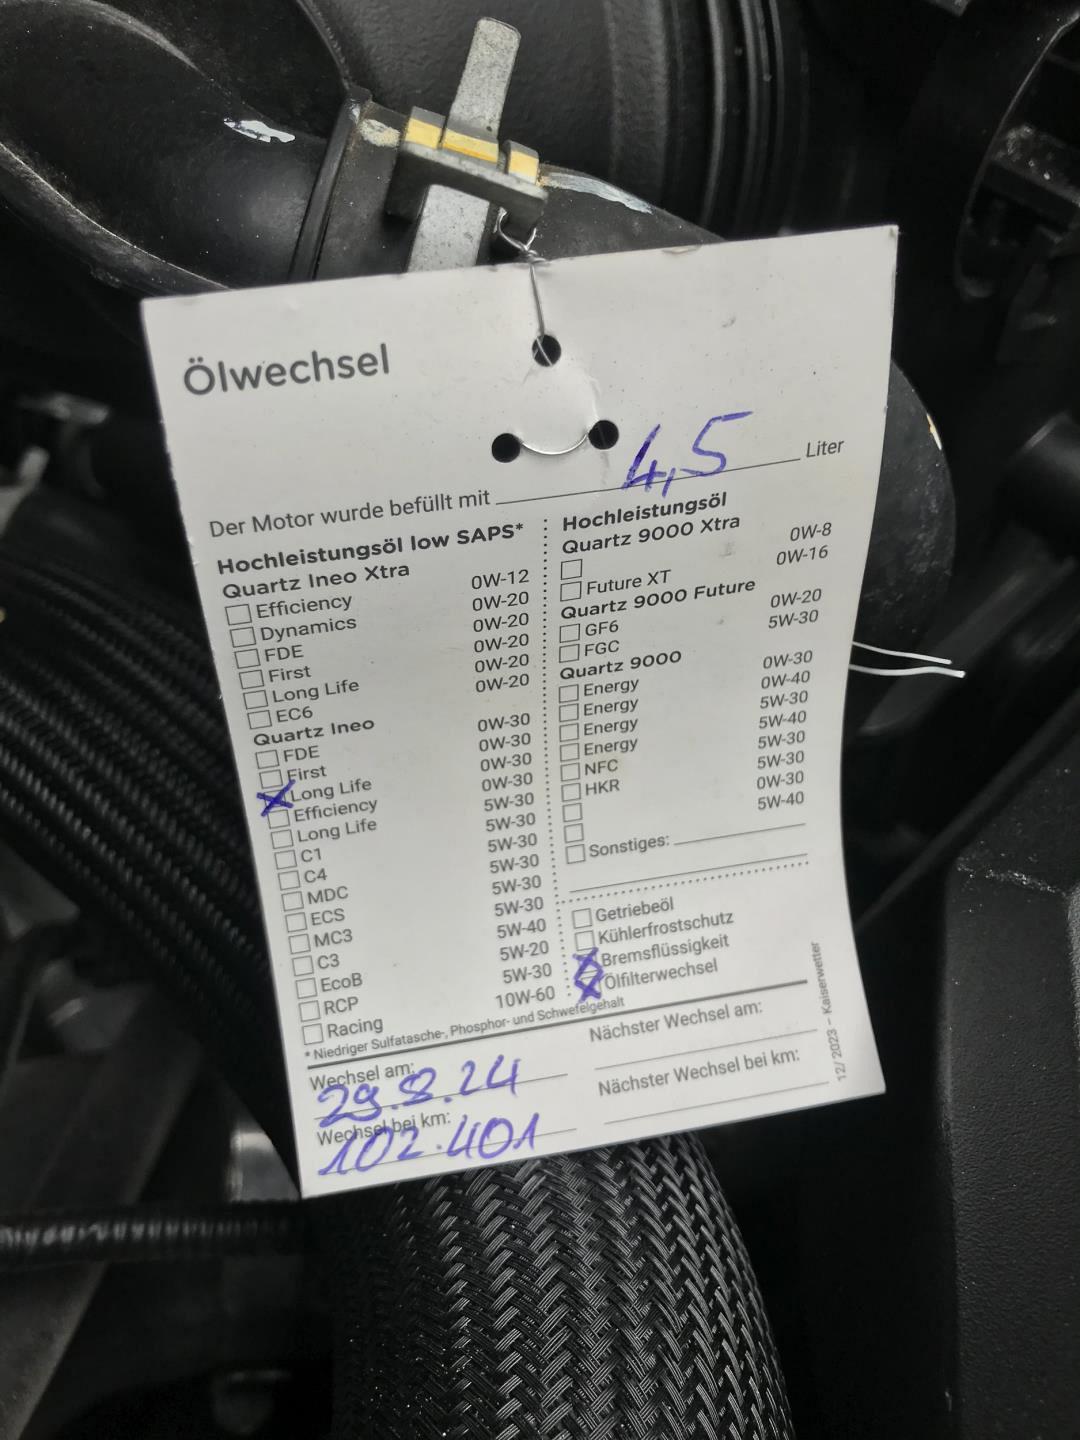 Ölwechsel
Der Motor wurde befüllt mit 4,5 Liter
Hochleistungsöl low SAPS*
Quartz Ineo Xtra
Efficiency 0W-12
Dynamics 0W-20
FDE 0W-20
First 0W-20
Long Life 0W-20
EC6 0W-20
Quartz Ineo
FDE 0W-30
First 0W-30
Long Life 0W-30
Efficiency 0W-30
Long Life 5W-30
C1 5W-30
C4 5W-30
MDC 5W-30
ECS 5W-30
MC3 5W-30
C3 5W-40
EcoB 5W-20
RCP 5W-30
Racing 10W-60
* Niedriger Sulfatasche-, Phosphor- und Schwefelgehalt
Hochleistungsöl
Quartz 9000 Xtra
0W-8
Future XT 0W-16
Quartz 9000 Future
GF6 0W-20
FGC 5W-30
Quartz 9000
Energy 0W-30
Energy 0W-40
Energy 5W-30
Energy 5W-40
NFC 5W-30
HKR 5W-30
0W-30
5W-40
Sonstiges:
Getriebeöl
Kühlerfrostschutz
Bremsflüssigkeit
Ölfilterwechsel
Wechsel am:
29.8.24
Wechsel bei km:
102.401
Nächster Wechsel am:
Nächster Wechsel bei km:
12/2023 – Kaiserwetter